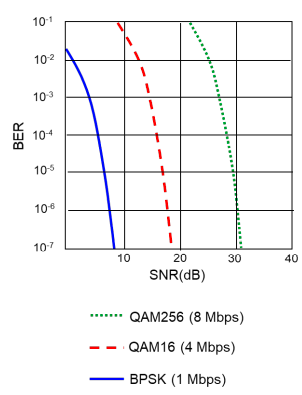 10-1
10-2
10-3
BER
10-4
10-5
10-6
10-7
10 20 30 40
SNR(dB)
QAM256 (8 Mbps)
QAM16 (4 Mbps)
BPSK (1 Mbps)